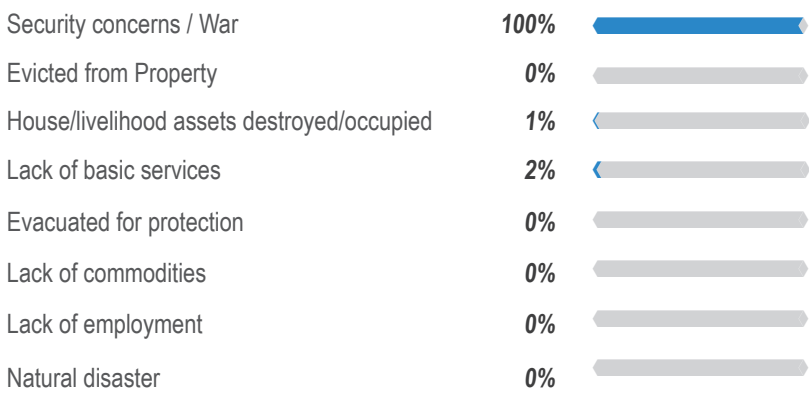 Security concerns / War 100%
Evicted from Property 0%
House/livelihood assets destroyed/occupied 1%
Lack of basic services 2%
Evacuated for protection 0%
Lack of commodities 0%
Lack of employment 0%
Natural disaster 0%